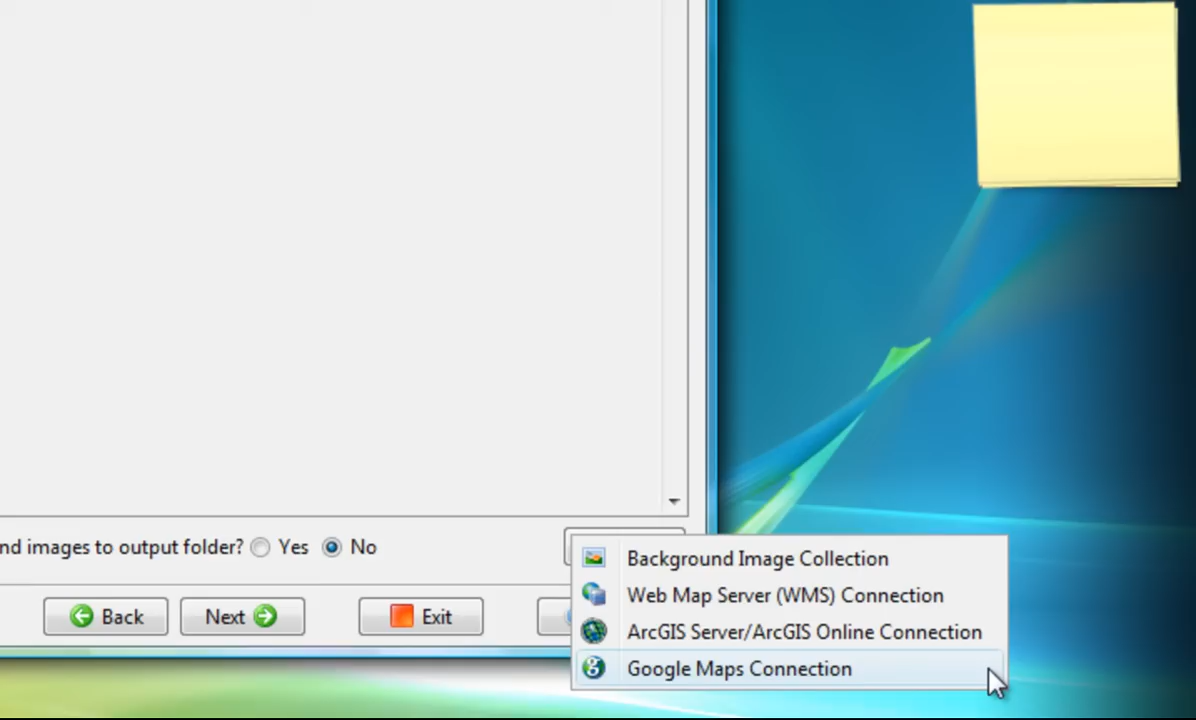 nd images to output folder? Yes No
Background Image Collection
Web Map Server (WMS) Connection
ArcGIS Server/ArcGIS Online Connection
Google Maps Connection
Back Next Exit